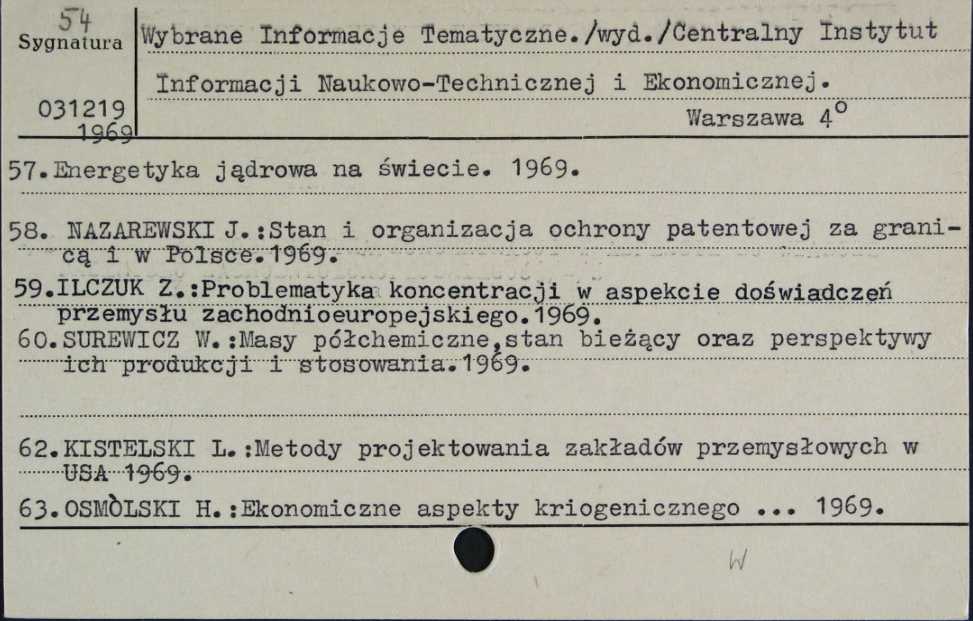 54
Sygnatura
Wybrane Informacje Tematyczne./wyd./Centralny Instytut
Informacji Naukowo-Technicznej i Ekonomicznej.
031219
Warszawa 4°
1969
57.Energetyka jądrowa na świecie. 1969.
58. NAZAREWSKI J.:Stan i organizacja ochrony patentowej za grani-
cą i w Polsce.1969.
59.ILCZUK Z.:Problematyka koncentracji w aspekcie doświadczeń
przemysłu zachodnioeuropejskiego.1969.
60.SUREWICZ W.:Masy półchemiczne,stan bieżący oraz perspektywy
ich produkcji i stosowania.1969.
62.KISTELSKI L.:Metody projektowania zakładów przemysłowych w
USA 1969.
63.OSMÒLSKI H.:Ekonomiczne aspekty kriogenicznego ... 1969.
W